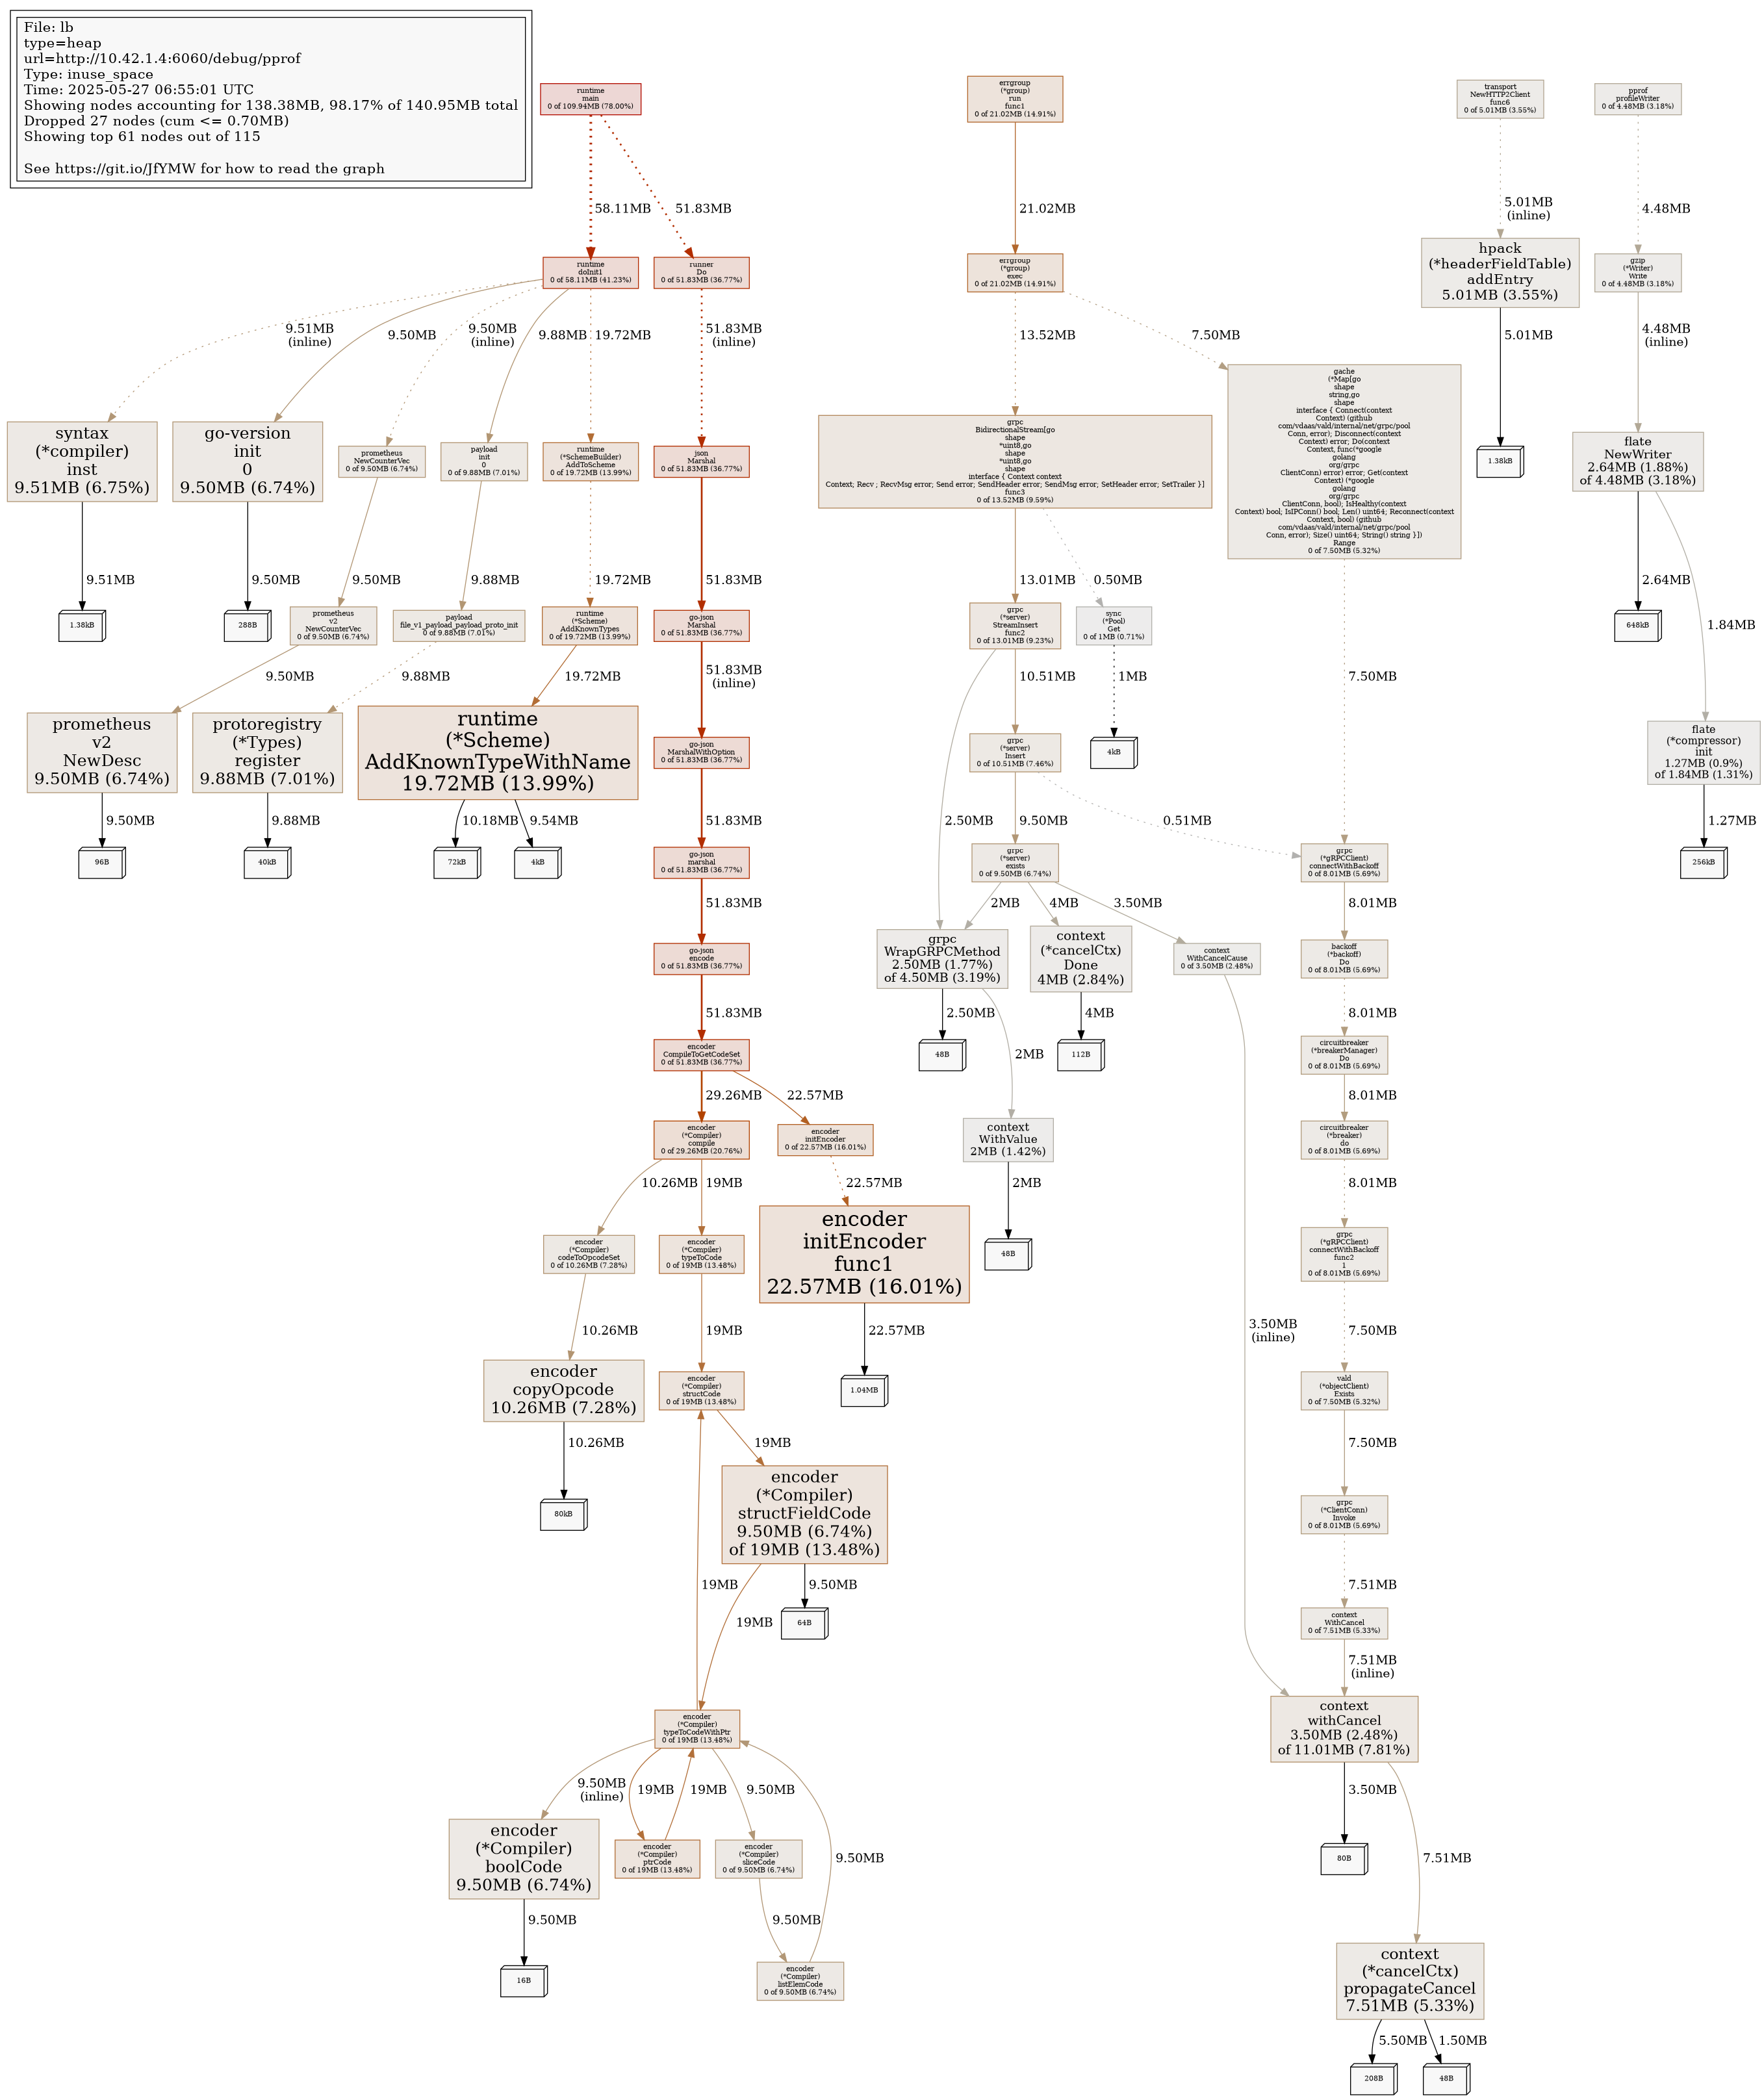 File: lb
type=heap
url=http://10.42.1.4:6060/debug/pprof
Type: inuse_space
Time: 2025-05-27 06:55:01 UTC
Showing nodes accounting for 138.38MB, 98.17% of 140.95MB total
Dropped 27 nodes (cum <= 0.70MB)
Showing top 61 nodes out of 115
See https://git.io/JfYMW for how to read the graph
runtime
main
0 of 109.94MB (78.00%)
errgroup
(*group)
run
func1
0 of 21.02MB (14.91%)
transport
NewHTTP2Client
func6
0 of 5.01MB (3.55%)
pprof
profileWriter
0 of 4.48MB (3.18%)
58.11MB
51.83MB
21.02MB
5.01MB
(inline)
4.48MB
runtime
doInit1
0 of 58.11MB (41.23%)
runner
Do
0 of 51.83MB (36.77%)
errgroup
(*group)
exec
0 of 21.02MB (14.91%)
hpack
(*headerFieldTable)
addEntry
5.01MB (3.55%)
gzip
(*Writer)
Write
0 of 4.48MB (3.18%)
9.51MB
(inline)
9.50MB
9.50MB
(inline)
9.88MB
19.72MB
51.83MB
(inline)
13.52MB
7.50MB
5.01MB
4.48MB
(inline)
syntax
(*compiler)
inst
9.51MB (6.75%)
go-version
init
0
9.50MB (6.74%)
prometheus
NewCounterVec
0 of 9.50MB (6.74%)
payload
init
0
0 of 9.88MB (7.01%)
runtime
(*SchemeBuilder)
AddToScheme
0 of 19.72MB (13.99%)
json
Marshal
0 of 51.83MB (36.77%)
grpc
BidirectionalStream[go
shape
*uint8,go
shape
*uint8,go
shape
interface { Context context
Context; Recv ; RecvMsg error; Send error; SendHeader error; SendMsg error; SetHeader error; SetTrailer }]
func3
0 of 13.52MB (9.59%)
gache
(*Map[go
shape
string,go
shape
interface { Connect(context
Context) (github
com/vdaas/vald/internal/net/grpc/pool
Conn, error); Disconnect(context
Context) error; Do(context
Context, func(*google
golang
org/grpc
ClientConn) error) error; Get(context
Context) (*google
golang
org/grpc
ClientConn, bool); IsHealthy(context
Context) bool; IsIPConn() bool; Len() uint64; Reconnect(context
Context, bool) (github
com/vdaas/vald/internal/net/grpc/pool
Conn, error); Size() uint64; String() string }])
Range
0 of 7.50MB (5.32%)
1.38kB
flate
NewWriter
2.64MB (1.88%)
of 4.48MB (3.18%)
9.51MB
9.50MB
9.50MB
9.88MB
19.72MB
51.83MB
13.01MB
0.50MB
7.50MB
2.64MB
1.84MB
1.38kB
288B
prometheus
v2
NewCounterVec
0 of 9.50MB (6.74%)
payload
file_v1_payload_payload_proto_init
0 of 9.88MB (7.01%)
runtime
(*Scheme)
AddKnownTypes
0 of 19.72MB (13.99%)
go-json
Marshal
0 of 51.83MB (36.77%)
grpc
(*server)
StreamInsert
func2
0 of 13.01MB (9.23%)
sync
(*Pool)
Get
0 of 1MB (0.71%)
648kB
9.50MB
9.88MB
19.72MB
51.83MB
(inline)
10.51MB
1MB
prometheus
v2
NewDesc
9.50MB (6.74%)
protoregistry
(*Types)
register
9.88MB (7.01%)
runtime
(*Scheme)
AddKnownTypeWithName
19.72MB (13.99%)
go-json
MarshalWithOption
0 of 51.83MB (36.77%)
grpc
(*server)
Insert
0 of 10.51MB (7.46%)
4kB
flate
(*compressor)
init
1.27MB (0.9%)
of 1.84MB (1.31%)
9.50MB
9.88MB
10.18MB
9.54MB
51.83MB
2.50MB
9.50MB
0.51MB
1.27MB
96B
40kB
72kB
4kB
go-json
marshal
0 of 51.83MB (36.77%)
grpc
(*server)
exists
0 of 9.50MB (6.74%)
grpc
(*gRPCClient)
connectWithBackoff
0 of 8.01MB (5.69%)
256kB
51.83MB
2MB
4MB
3.50MB
8.01MB
go-json
encode
0 of 51.83MB (36.77%)
grpc
WrapGRPCMethod
2.50MB (1.77%)
of 4.50MB (3.19%)
context
(*cancelCtx)
Done
4MB (2.84%)
context
WithCancelCause
0 of 3.50MB (2.48%)
backoff
(*backoff)
Do
0 of 8.01MB (5.69%)
51.83MB
2.50MB
4MB
8.01MB
encoder
CompileToGetCodeSet
0 of 51.83MB (36.77%)
48B
2MB
112B
circuitbreaker
(*breakerManager)
Do
0 of 8.01MB (5.69%)
29.26MB
22.57MB
8.01MB
encoder
(*Compiler)
compile
0 of 29.26MB (20.76%)
encoder
initEncoder
0 of 22.57MB (16.01%)
context
WithValue
2MB (1.42%)
circuitbreaker
(*breaker)
do
0 of 8.01MB (5.69%)
10.26MB
19MB
22.57MB
2MB
8.01MB
encoder
(*Compiler)
codeToOpcodeSet
0 of 10.26MB (7.28%)
encoder
(*Compiler)
typeToCode
0 of 19MB (13.48%)
encoder
initEncoder
func1
22.57MB (16.01%)
48B
grpc
(*gRPCClient)
connectWithBackoff
func2
1
0 of 8.01MB (5.69%)
10.26MB
19MB
22.57MB
3.50MB
(inline)
7.50MB
encoder
copyOpcode
10.26MB (7.28%)
encoder
(*Compiler)
structCode
0 of 19MB (13.48%)
1.04MB
vald
(*objectClient)
Exists
0 of 7.50MB (5.32%)
10.26MB
19MB
7.50MB
80kB
encoder
(*Compiler)
structFieldCode
9.50MB (6.74%)
of 19MB (13.48%)
grpc
(*ClientConn)
Invoke
0 of 8.01MB (5.69%)
19MB
9.50MB
7.51MB
19MB
64B
context
WithCancel
0 of 7.51MB (5.33%)
7.51MB
(inline)
encoder
(*Compiler)
typeToCodeWithPtr
0 of 19MB (13.48%)
context
withCancel
3.50MB (2.48%)
of 11.01MB (7.81%)
9.50MB
(inline)
19MB
19MB
9.50MB
3.50MB
encoder
(*Compiler)
boolCode
9.50MB (6.74%)
encoder
(*Compiler)
ptrCode
0 of 19MB (13.48%)
encoder
(*Compiler)
sliceCode
0 of 9.50MB (6.74%)
9.50MB
80B
7.51MB
9.50MB
9.50MB
16B
encoder
(*Compiler)
listElemCode
0 of 9.50MB (6.74%)
context
(*cancelCtx)
propagateCancel
7.51MB (5.33%)
5.50MB
1.50MB
208B
48B